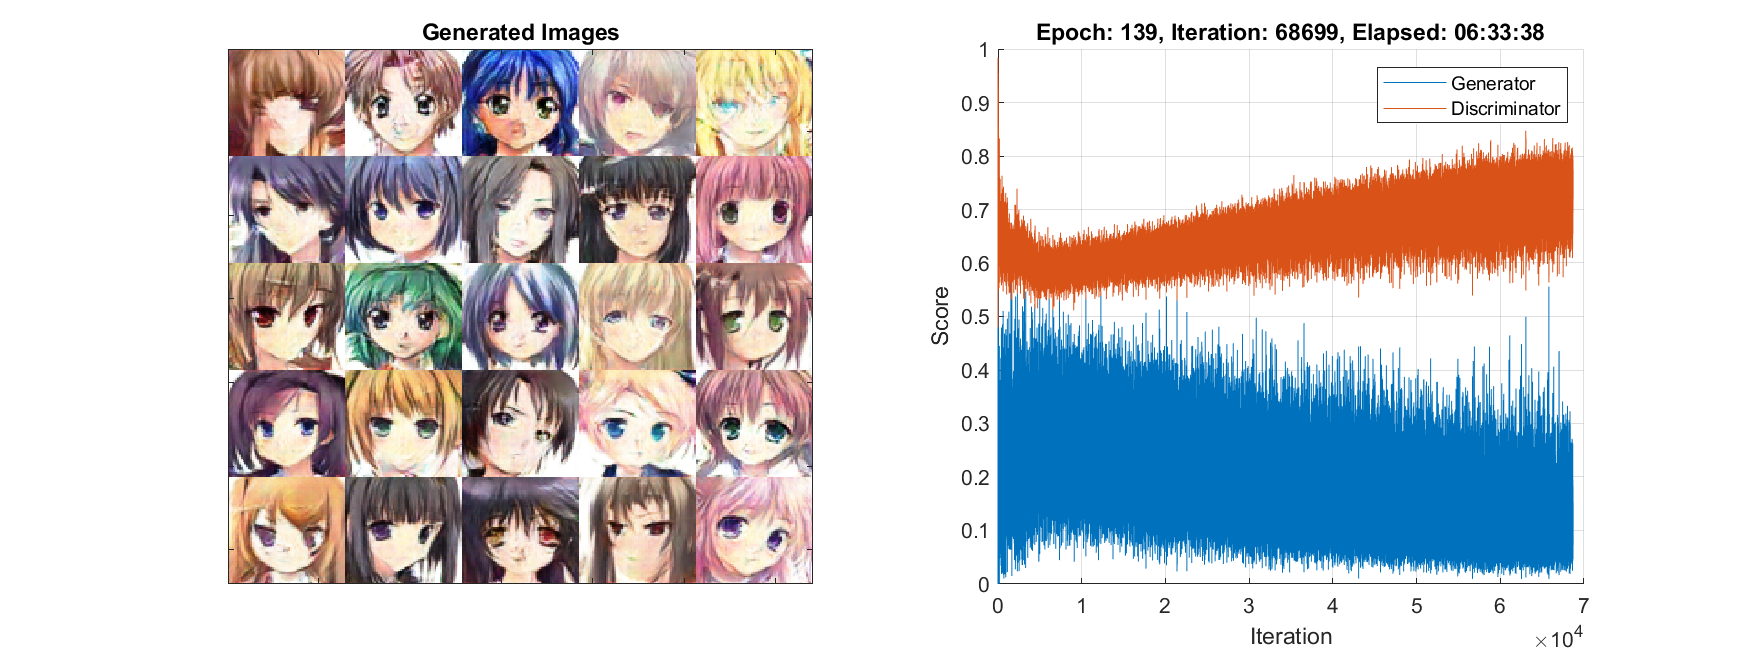 Generated Images
Epoch: 139, Iteration: 68699, Elapsed: 06:33:38
Generator
Discriminator
1
0.9
0.8
0.7
0.6
0.5
0.4
0.3
0.2
0.1
0
Score
0 1 2 3 4 5 6 7
Iteration
×10⁴